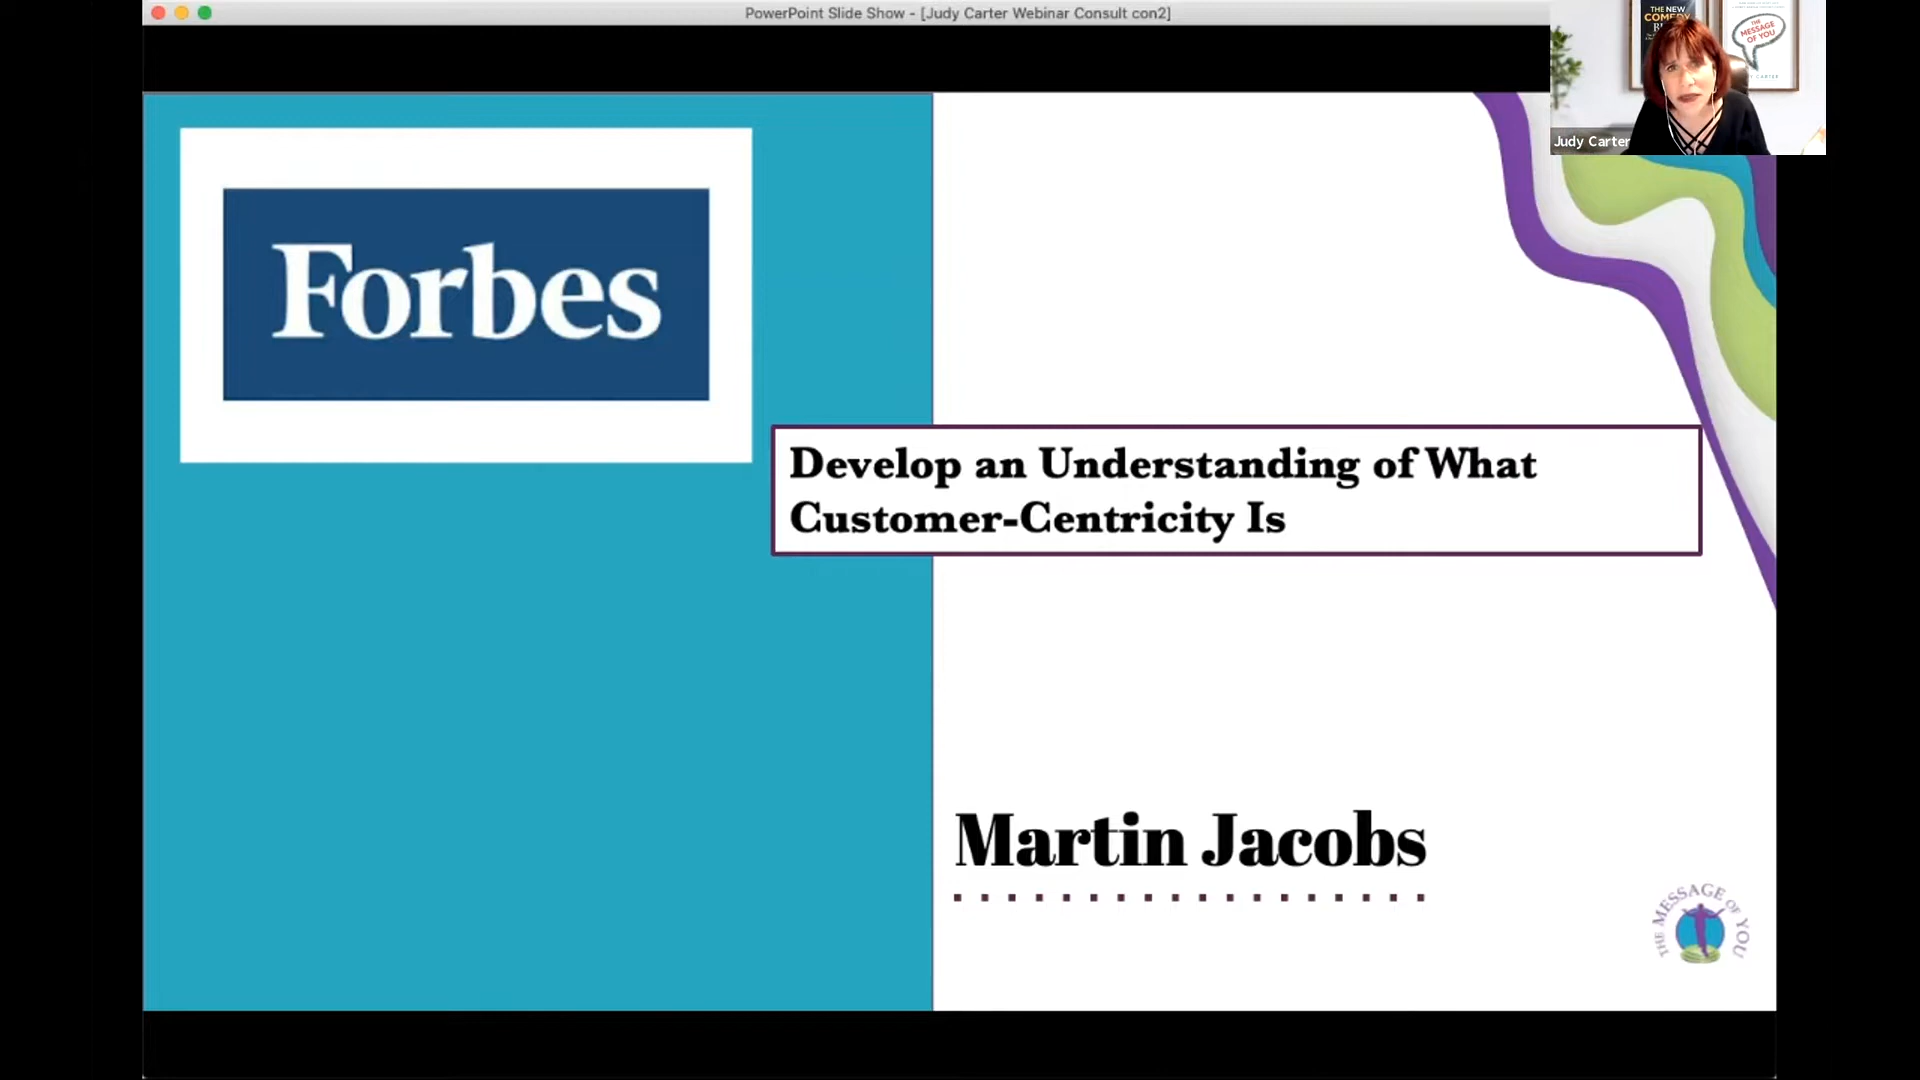 PowerPoint Slide Show - [Judy Carter Webinar Consult con2]
THE NEW
COMEDY
THE
MESSAGE
OF YOU
CARTER
Judy Carter
Forbes
Develop an Understanding of What
Customer-Centricity Is
Martin Jacobs
THE MESSAGE OF YOU